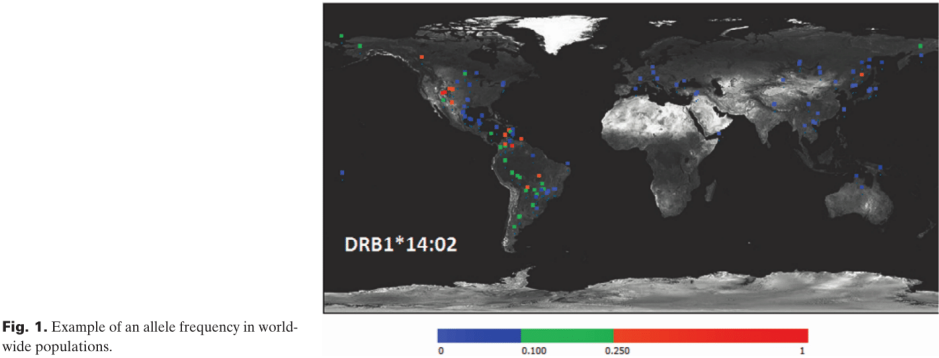 DRB1*14:02
Fig. 1. Example of an allele frequency in world-
wide populations.
0 0.100 0.250 1